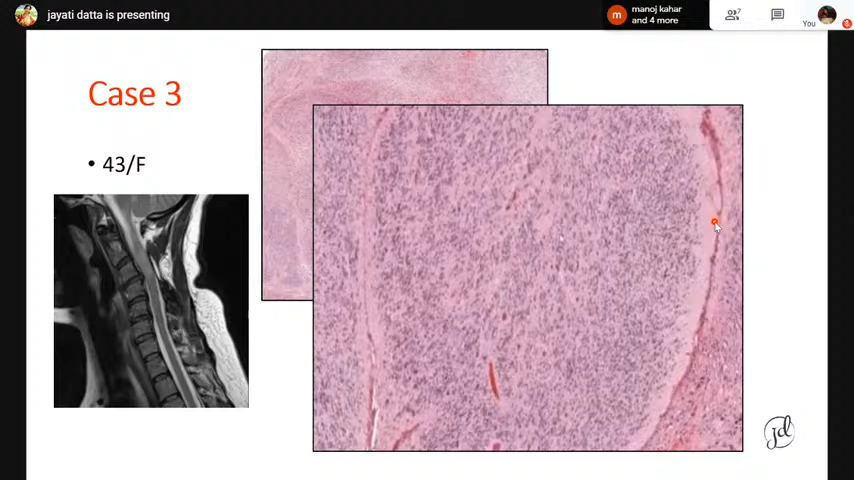 jayati datta is presenting
manoj kahar
and 4 more
7
You
Case 3
• 43/F
m
jd